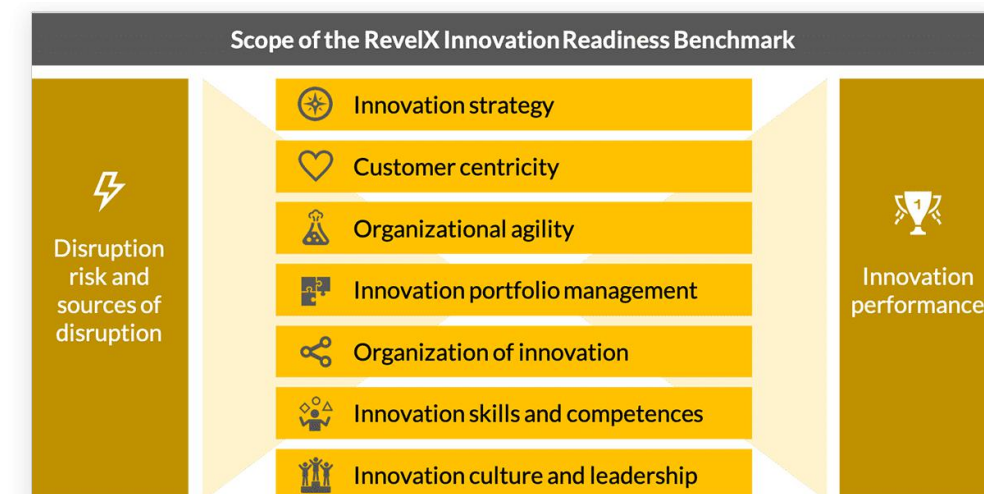 Scope of the RevelX Innovation Readiness Benchmark
Disruption
risk and
sources of
disruption
Innovation strategy
Customer centricity
Organizational agility
Innovation portfolio management
Organization of innovation
Innovation skills and competences
Innovation culture and leadership
1
Innovation
performance